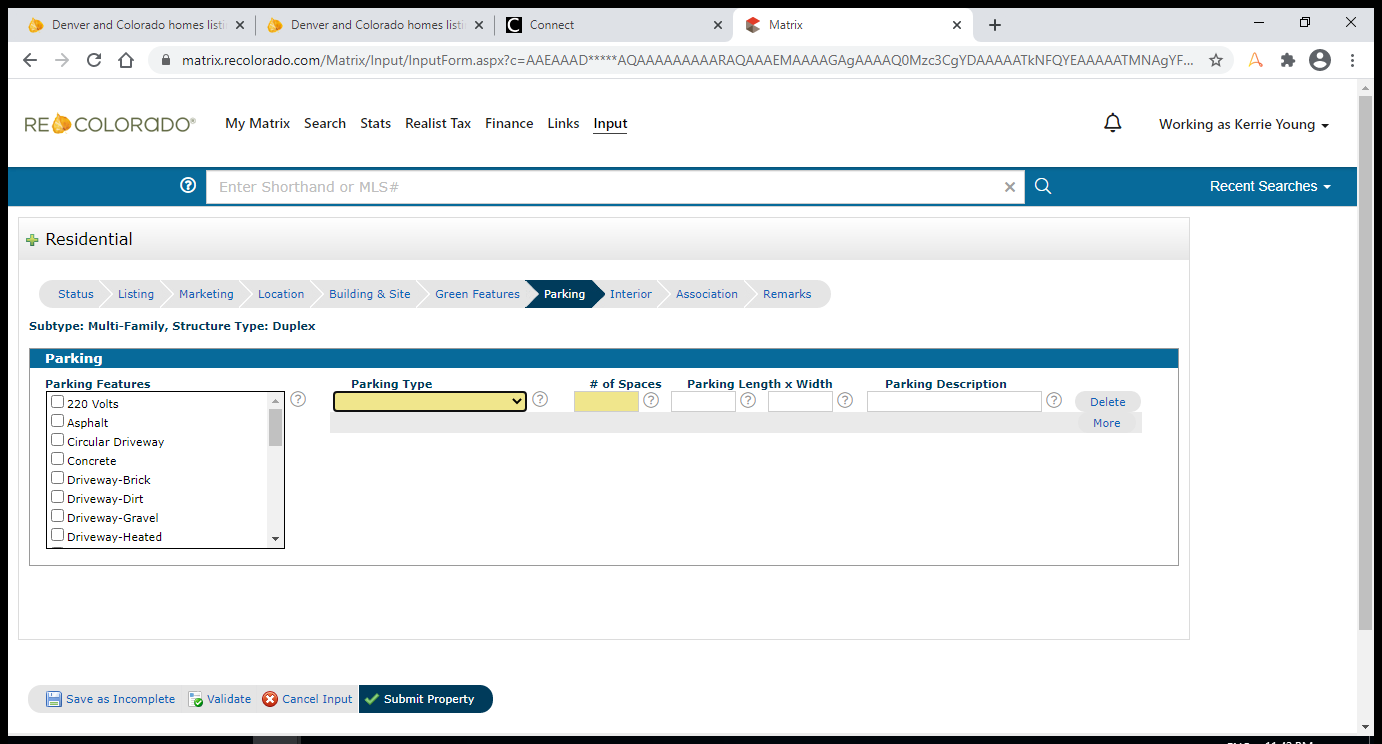 Denver and Colorado homes listi
Denver and Colorado homes listi
Connect
Matrix
matrix.recolorado.com/Matrix/Input/InputForm.aspx?c=AAEAAAD*****AQAAAAAAAAARAQAAAEMAAAAGAgAAAAQ0Mzc3CgYDAAAAATkNFQYEAAAAATMNAgYF...
RECOLORADO®
My Matrix Search Stats Realist Tax Finance Links Input
Working as Kerrie Young
Enter Shorthand or MLS#
Recent Searches
Residential
Status Listing Marketing Location Building & Site Green Features Parking Interior Association Remarks
Subtype: Multi-Family, Structure Type: Duplex
Parking
Parking Features Parking Type # of Spaces Parking Length x Width Parking Description
220 Volts
Asphalt
Circular Driveway
Concrete
Driveway-Brick
Driveway-Dirt
Driveway-Gravel
Driveway-Heated
Delete
More
Save as Incomplete Validate Cancel Input Submit Property